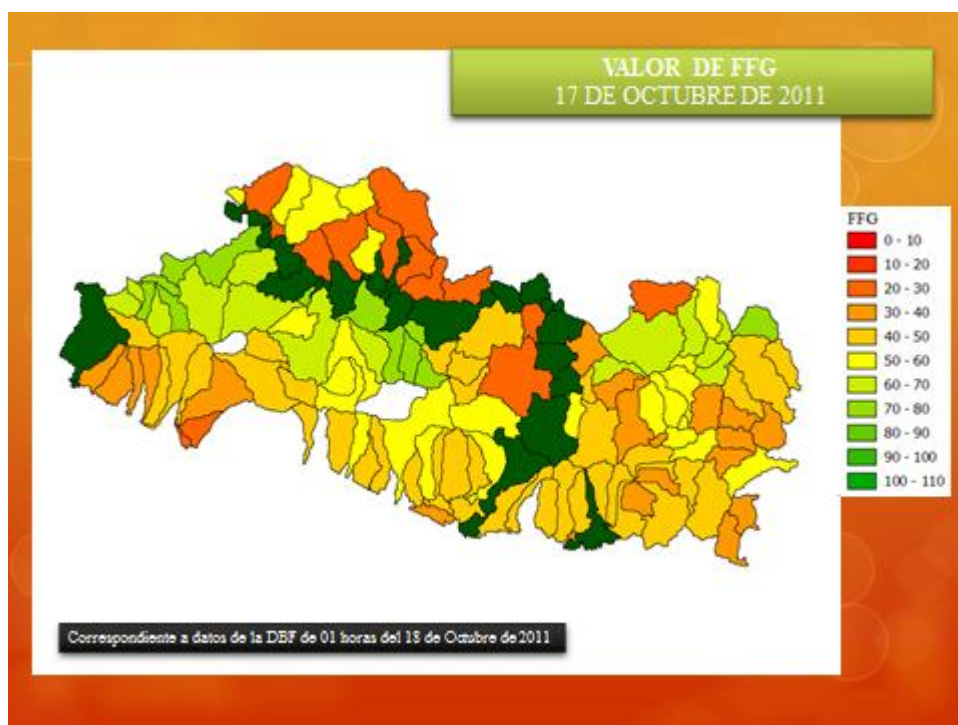 VALOR DE FFG
17 DE OCTUBRE DE 2011
FFG
0 - 10
10 - 20
20 - 30
30 - 40
40 - 50
50 - 60
60 - 70
70 - 80
80 - 90
90 - 100
100 - 110
Correspondiente a datos de la DBF de 01 horas del 18 de Octubre de 2011